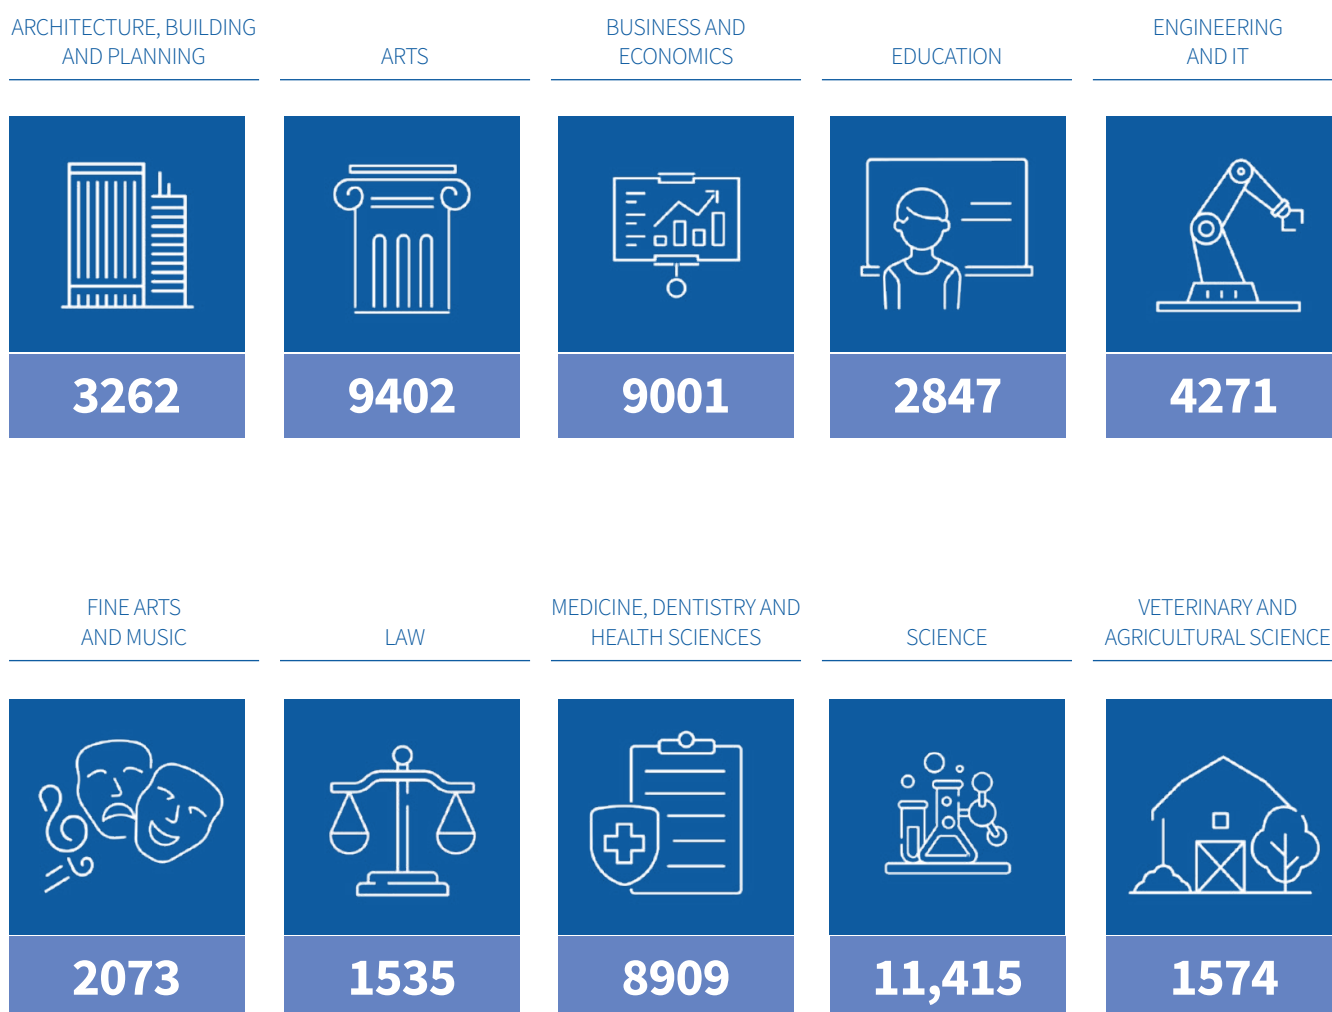 ARCHITECTURE, BUILDING
AND PLANNING
ARTS
BUSINESS AND
ECONOMICS
EDUCATION
ENGINEERING
AND IT
3262
9402
9001
2847
4271
FINE ARTS
AND MUSIC
LAW
MEDICINE, DENTISTRY AND
HEALTH SCIENCES
SCIENCE
VETERINARY AND
AGRICULTURAL SCIENCE
2073
1535
8909
11,415
1574